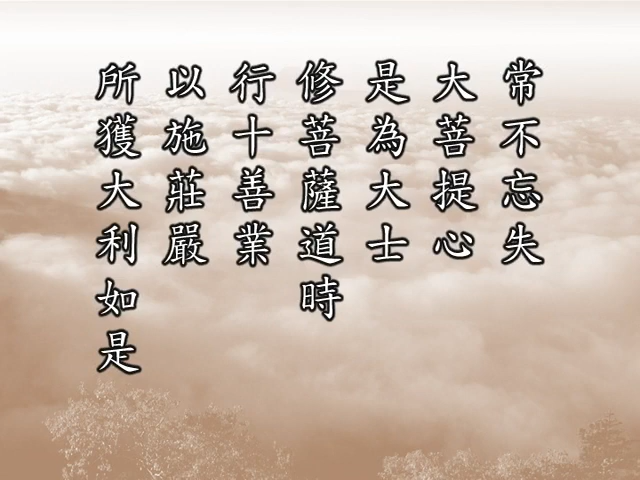 常不忘失
大菩提心
是為大士
修菩薩道時
行十善業
以施莊嚴
所獲大利如是